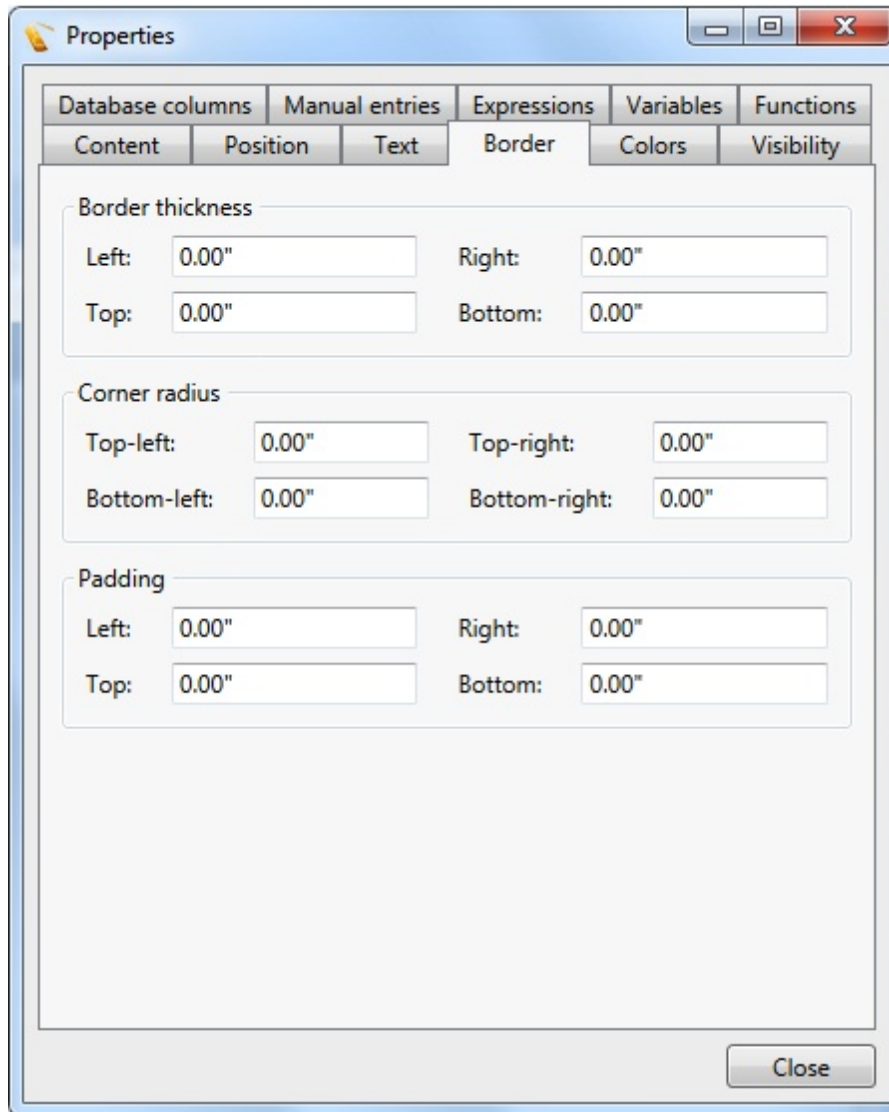 Properties
Database columns Manual entries Expressions Variables Functions
Content Position Text Border Colors Visibility
Border thickness
Left: 0.00" Right: 0.00"
Top: 0.00" Bottom: 0.00"
Corner radius
Top-left: 0.00" Top-right: 0.00"
Bottom-left: 0.00" Bottom-right: 0.00"
Padding
Left: 0.00" Right: 0.00"
Top: 0.00" Bottom: 0.00"
Close